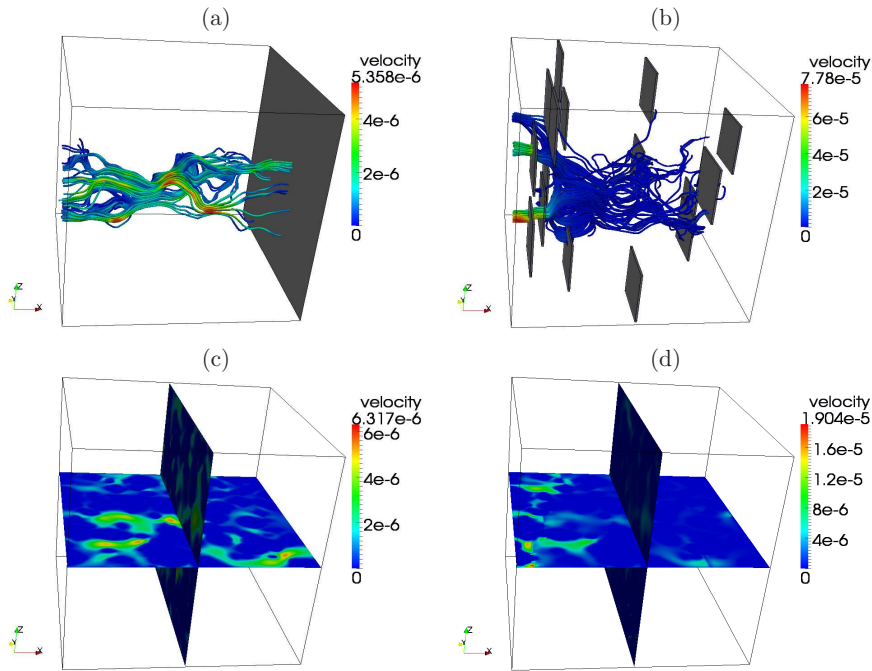 (a)
velocity
5.358e-6
4e-6
2e-6
0
Z
Y
X
(b)
velocity
7.78e-5
6e-5
4e-5
2e-5
0
Z
Y
X
(c)
velocity
6.317e-6
6e-6
4e-6
2e-6
0
Z
Y
X
(d)
velocity
1.904e-5
1.6e-5
1.2e-5
8e-6
4e-6
0
Z
Y
X